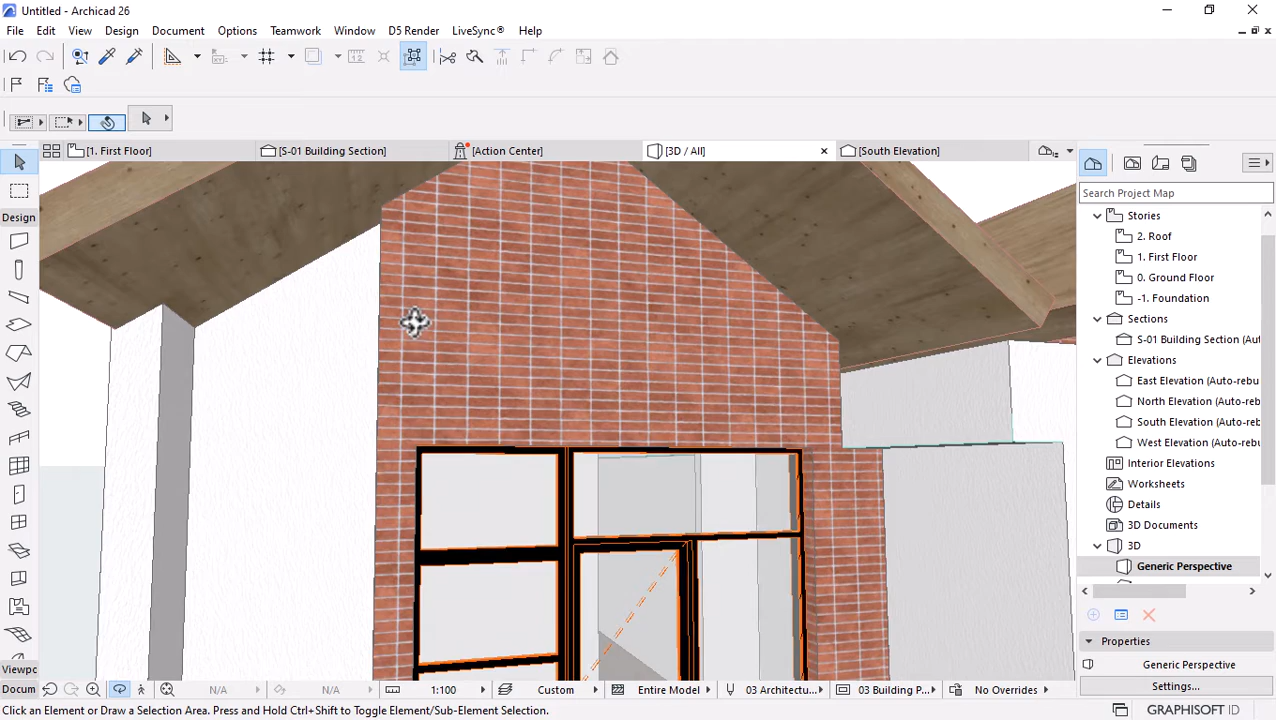 Untitled - Archicad 26
File Edit View Design Document Options Teamwork Window D5 Render LiveSync® Help
[1. First Floor] [S-01 Building Section] [Action Center] [3D / All] [South Elevation]
Design
Search Project Map
Stories
2. Roof
1. First Floor
0. Ground Floor
-1. Foundation
Sections
S-01 Building Section (Aut
Elevations
East Elevation (Auto-rebu
North Elevation (Auto-reb
South Elevation (Auto-reb
West Elevation (Auto-rebu
Interior Elevations
Worksheets
Details
3D Documents
3D
Generic Perspective
Properties
Generic Perspective
Settings...
Viewpc
Docum
N/A N/A 1:100 Custom Entire Model 03 Architectu... 03 Building P... No Overrides
Click an Element or Draw a Selection Area. Press and Hold Ctrl+Shift to Toggle Element/Sub-Element Selection.
GRAPHISOFT ID